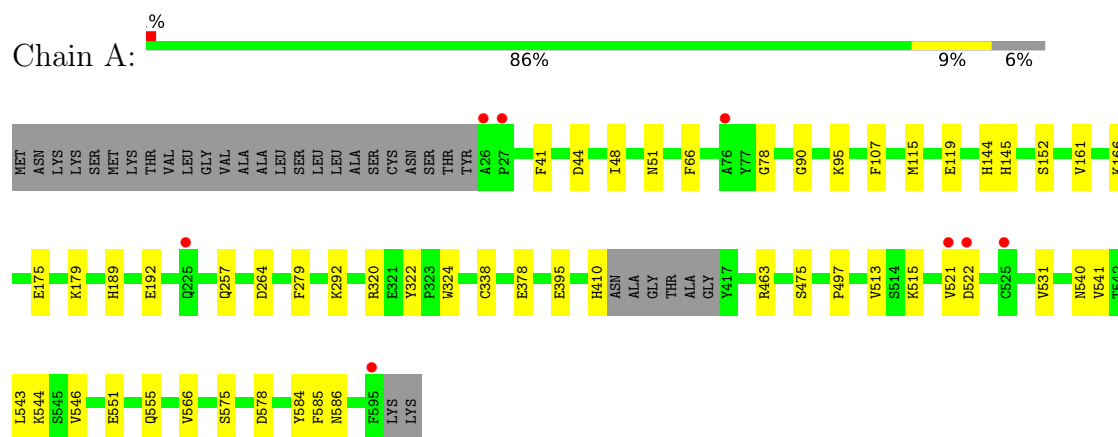 %
Chain A:
86% 9% 6%
MET ASN LYS LYS SER MET LYS THR VAL LEU GLY VAL ALA ALA LEU SER LEU LEU ALA SER CYS ASN SER THR TYR A26 P27 F41 D44 I48 N51 F66 A76 Y77 G78 G90 K95 F107 M115 E119 H144 H145 S152 V161 K166
E175 K179 H189 E192 Q225 Q257 D264 F279 K292 R320 E321 Y322 P323 W324 C338 E378 E395 H410 ASN ALA GLY THR ALA GLY Y417 R463 S475 P497 V513 S514 K515 V521 D522 C525 V531 N540 V541 T542
L543 K544 S545 V546 E551 Q555 V566 S575 D578 Y584 F585 N586 F595 LYS LYS